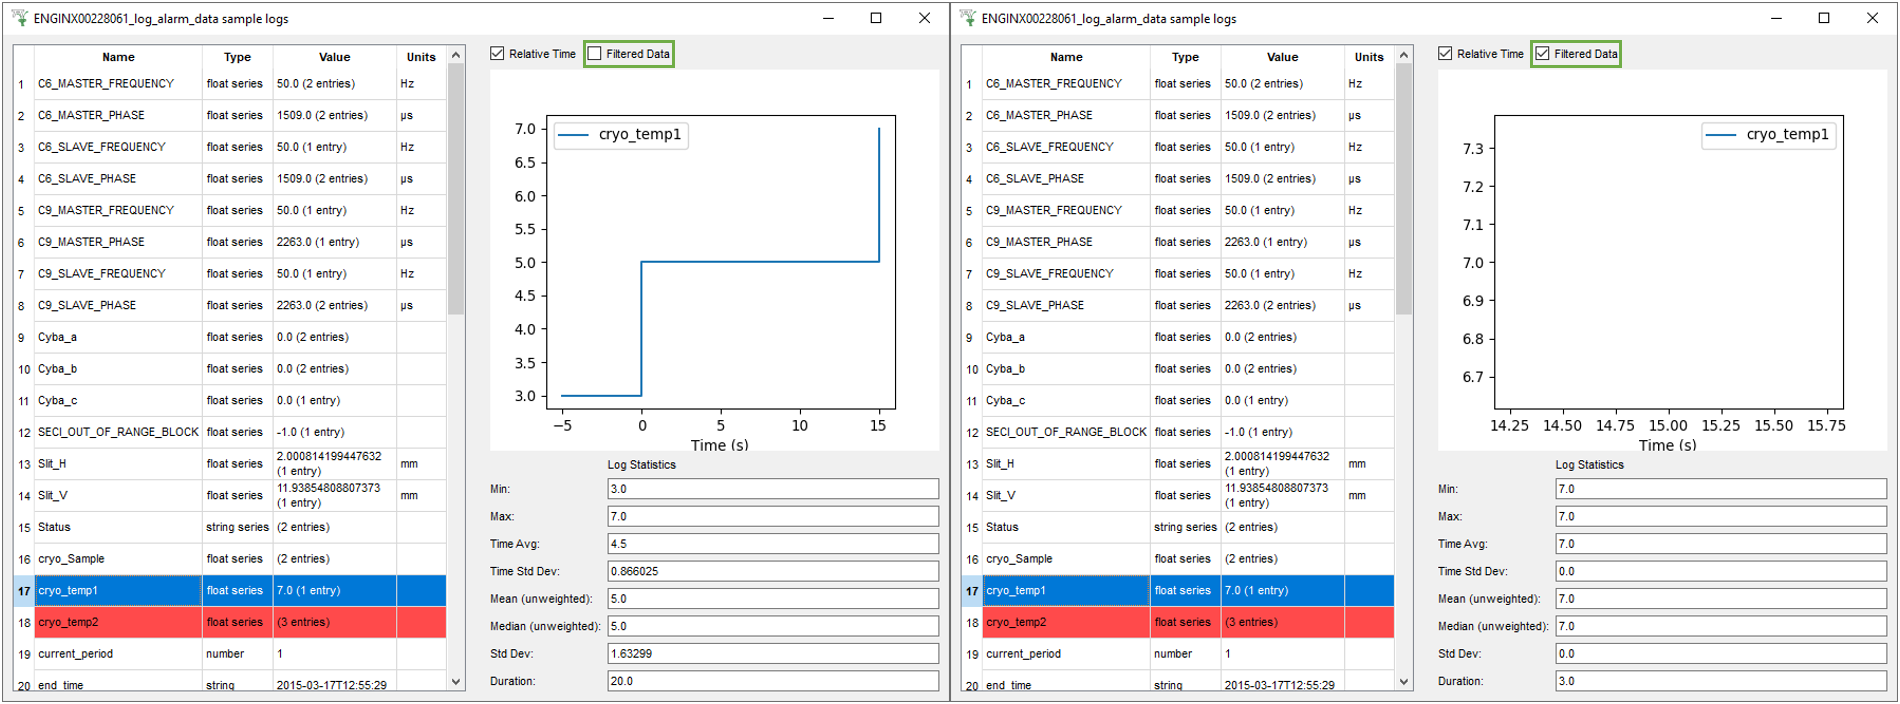 ENGINX00228061_log_alarm_data sample logs
Name Type Value Units
1 C6_MASTER_FREQUENCY float series 50.0 (2 entries) Hz
2 C6_MASTER_PHASE float series 1509.0 (2 entries) µs
3 C6_SLAVE_FREQUENCY float series 50.0 (1 entry) Hz
4 C6_SLAVE_PHASE float series 1509.0 (2 entries) µs
5 C9_MASTER_FREQUENCY float series 50.0 (1 entry) Hz
6 C9_MASTER_PHASE float series 2263.0 (1 entry) µs
7 C9_SLAVE_FREQUENCY float series 50.0 (1 entry) Hz
8 C9_SLAVE_PHASE float series 2263.0 (2 entries) µs
9 Cyba_a float series 0.0 (2 entries)
10 Cyba_b float series 0.0 (2 entries)
11 Cyba_c float series 0.0 (1 entry)
12 SECI_OUT_OF_RANGE_BLOCK float series -1.0 (1 entry)
13 Slit_H float series 2.000814199447632 (1 entry) mm
14 Slit_V float series 11.93854808807373 (1 entry) mm
15 Status string series (2 entries)
16 cryo_Sample float series (2 entries)
17 cryo_temp1 float series 7.0 (1 entry)
18 cryo_temp2 float series (3 entries)
19 current_period number 1
20 end_time string 2015-03-17T12:55:29
Relative Time Filtered Data
cryo_temp1
7.0
6.5
6.0
5.5
5.0
4.5
4.0
3.5
3.0
−5 0 5 10 15
Time (s)
Log Statistics
Min: 3.0
Max: 7.0
Time Avg: 4.5
Time Std Dev: 0.866025
Mean (unweighted): 5.0
Median (unweighted): 5.0
Std Dev: 1.63299
Duration: 20.0
ENGINX00228061_log_alarm_data sample logs
Name Type Value Units
1 C6_MASTER_FREQUENCY float series 50.0 (2 entries) Hz
2 C6_MASTER_PHASE float series 1509.0 (2 entries) µs
3 C6_SLAVE_FREQUENCY float series 50.0 (1 entry) Hz
4 C6_SLAVE_PHASE float series 1509.0 (2 entries) µs
5 C9_MASTER_FREQUENCY float series 50.0 (1 entry) Hz
6 C9_MASTER_PHASE float series 2263.0 (1 entry) µs
7 C9_SLAVE_FREQUENCY float series 50.0 (1 entry) Hz
8 C9_SLAVE_PHASE float series 2263.0 (2 entries) µs
9 Cyba_a float series 0.0 (2 entries)
10 Cyba_b float series 0.0 (2 entries)
11 Cyba_c float series 0.0 (1 entry)
12 SECI_OUT_OF_RANGE_BLOCK float series -1.0 (1 entry)
13 Slit_H float series 2.000814199447632 (1 entry) mm
14 Slit_V float series 11.93854808807373 (1 entry) mm
15 Status string series (2 entries)
16 cryo_Sample float series (2 entries)
17 cryo_temp1 float series 7.0 (1 entry)
18 cryo_temp2 float series (3 entries)
19 current_period number 1
20 end_time string 2015-03-17T12:55:29
Relative Time Filtered Data
cryo_temp1
7.3
7.2
7.1
7.0
6.9
6.8
6.7
14.25 14.50 14.75 15.00 15.25 15.50 15.75
Time (s)
Log Statistics
Min: 7.0
Max: 7.0
Time Avg: 7.0
Time Std Dev: 0.0
Mean (unweighted): 7.0
Median (unweighted): 7.0
Std Dev: 0.0
Duration: 3.0